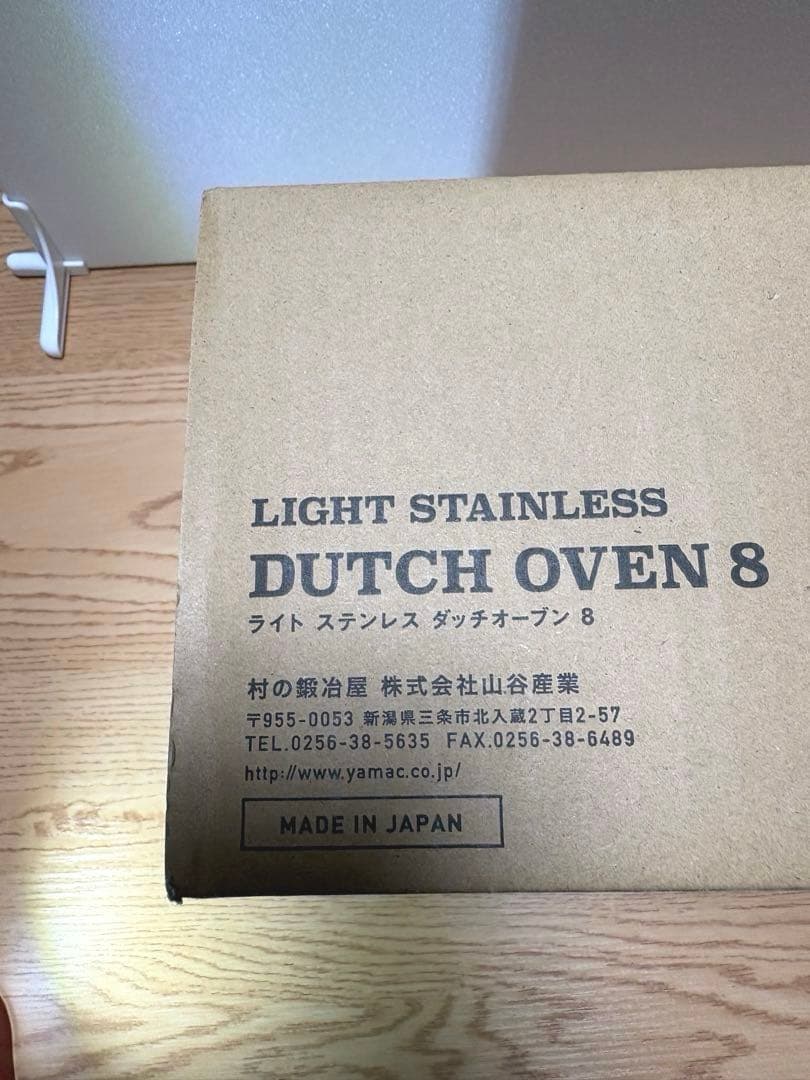 LIGHT STAINLESS
DUTCH OVEN 8
ライト ステンレス ダッチオーブン 8
村の鍛冶屋 株式会社山谷産業
〒955-0053 新潟県三条市北入蔵2丁目2-57
TEL.0256-38-5635 FAX.0256-38-6489
http://www.yamac.co.jp/
MADE IN JAPAN